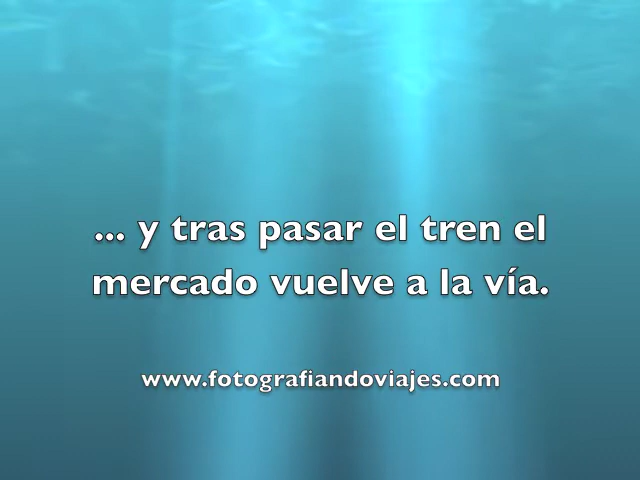 ... y tras pasar el tren el
mercado vuelve a la vía.
www.fotografiandoviajes.com